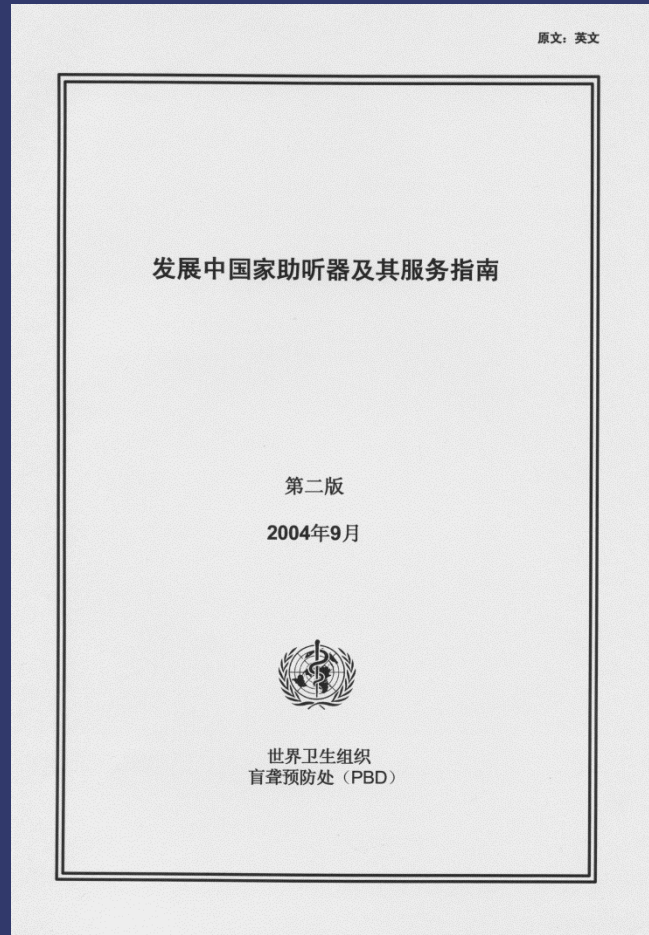 原文：英文
发展中国家助听器及其服务指南
第二版
2004年9月
世界卫生组织
盲聋预防处（PBD）